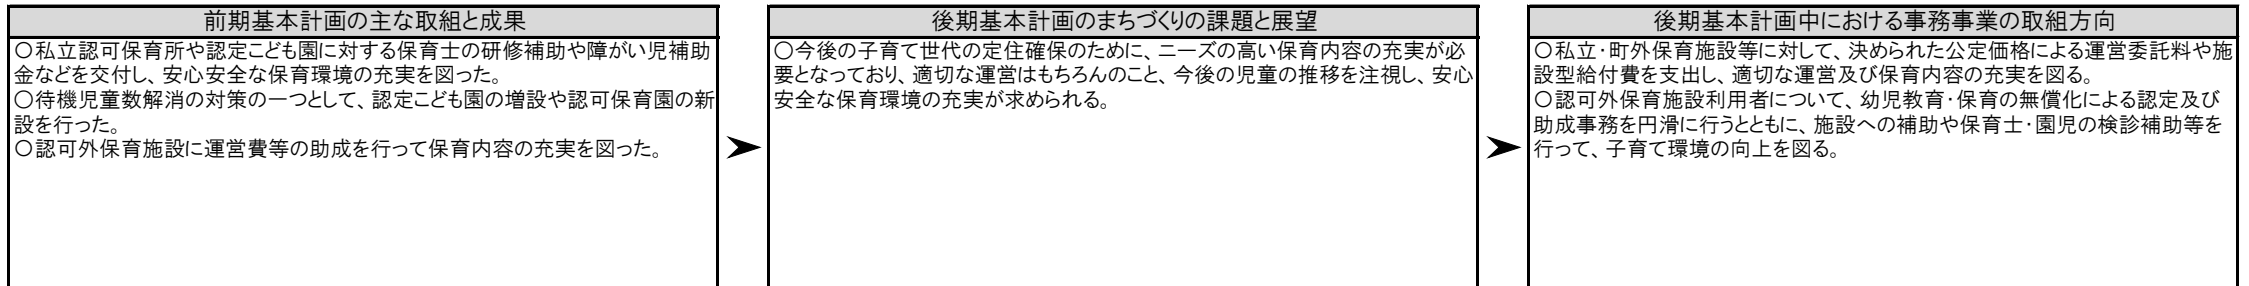 前期基本計画の主な取組と成果
〇私立認可保育所や認定こども園に対する保育士の研修補助や障がい児補助
金などを交付し、安心安全な保育環境の充実を図った。
〇待機児童数解消の対策の一つとして、認定こども園の増設や認可保育園の新
設を行った。
〇認可外保育施設に運営費等の助成を行って保育内容の充実を図った。
後期基本計画のまちづくりの課題と展望
〇今後の子育て世代の定住確保のために、ニーズの高い保育内容の充実が必
要となっており、適切な運営はもちろんのこと、今後の児童の推移を注視し、安心
安全な保育環境の充実が求められる。
後期基本計画中における事務事業の取組方向
〇私立・町外保育施設等に対して、決められた公定価格による運営委託料や施
設型給付費を支出し、適切な運営及び保育内容の充実を図る。
〇認可外保育施設利用者について、幼児教育・保育の無償化による認定及び
助成事務を円滑に行うとともに、施設への補助や保育士・園児の検診補助等を
行って、子育て環境の向上を図る。